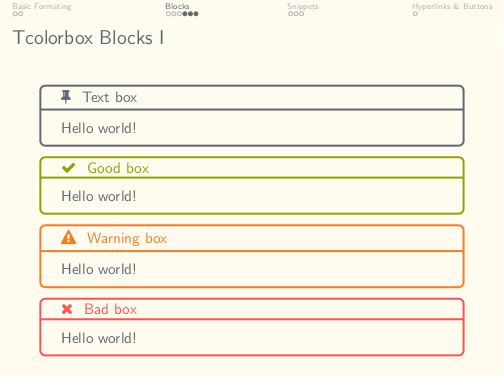 Basic Formating Blocks Snippets Hyperlinks & Buttons
Tcolorbox Blocks I
Text box
Hello world!
Good box
Hello world!
Warning box
Hello world!
Bad box
Hello world!